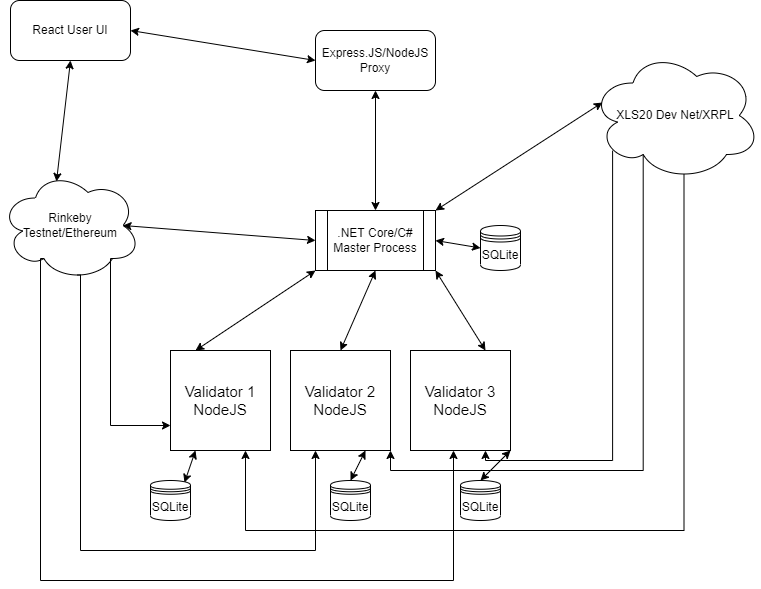 React User UI
Express.JS/NodeJS
Proxy
XLS20 Dev Net/XRPL
Rinkeby
Testnet/Ethereum
.NET Core/C#
Master Process
SQLite
Validator 1
NodeJS
Validator 2
NodeJS
Validator 3
NodeJS
SQLite
SQLite
SQLite